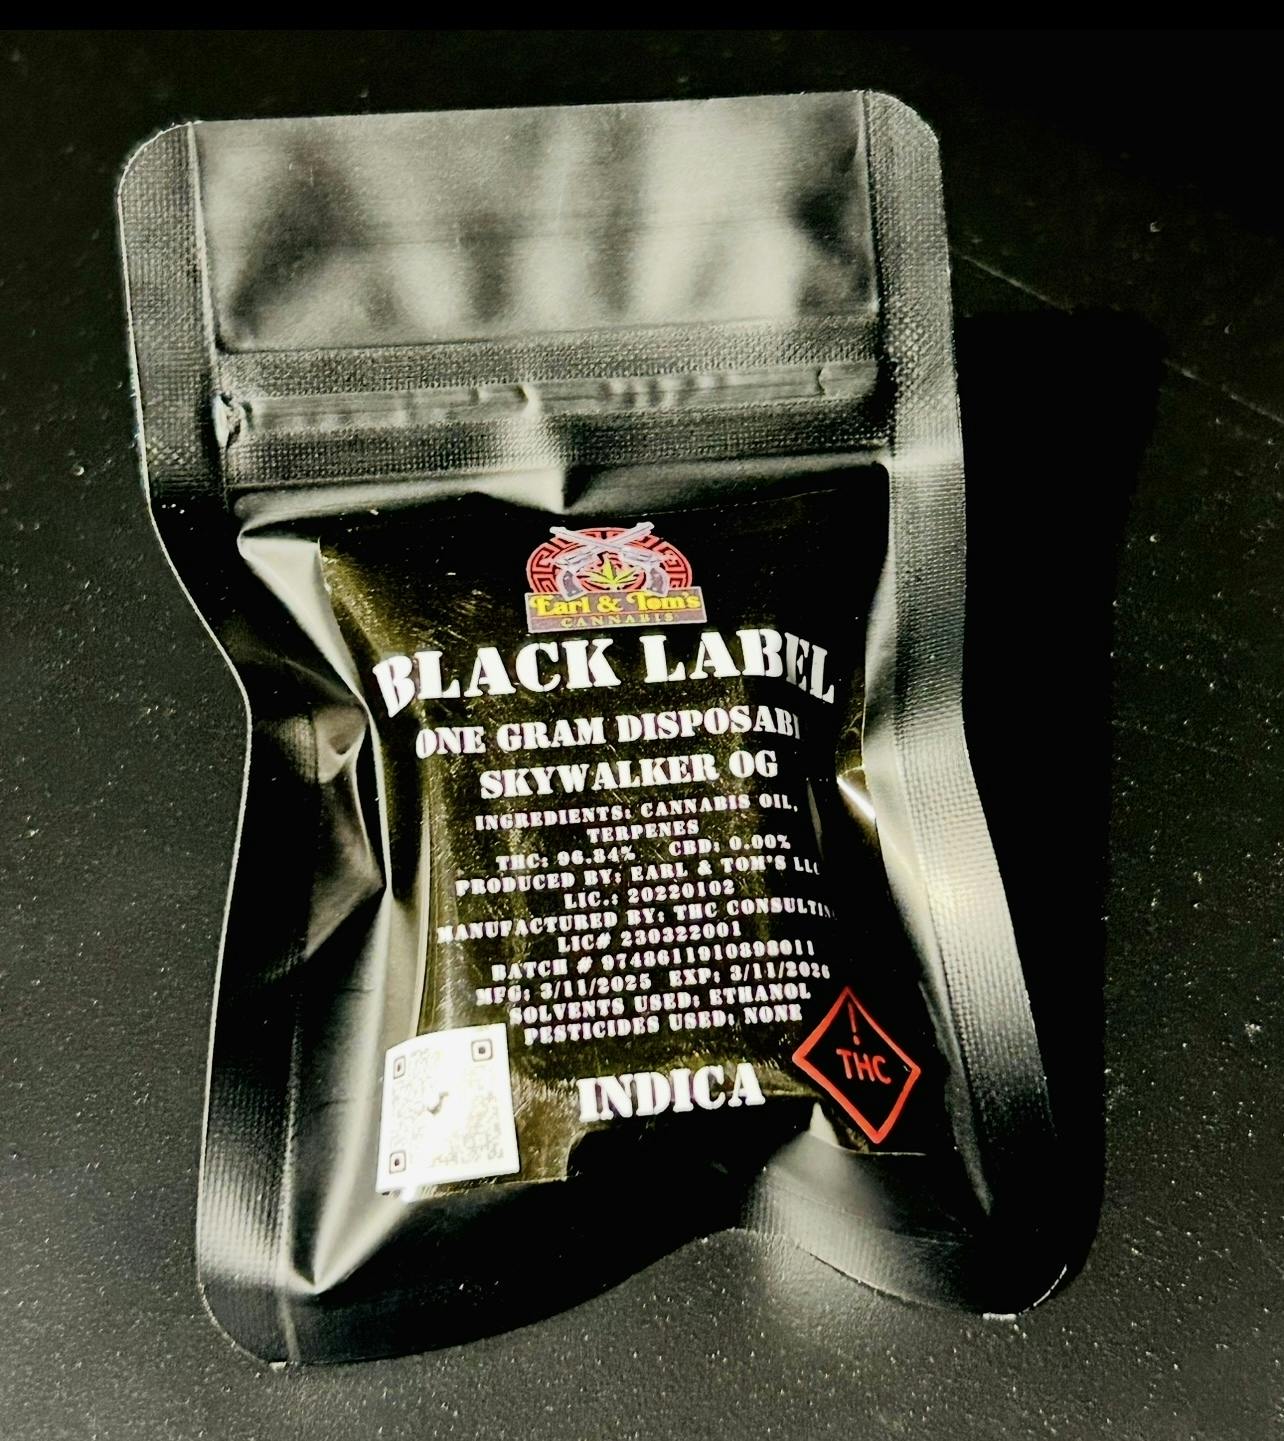 Earl & Tom's
CANNABIS
BLACK LABEL
ONE GRAM DISPOSABL
SKYWALKER OG
INGREDIENTS: CANNABIS OIL,
TERPENES
THC: 96.84% CBD: 0.00%
PRODUCED BY: EARL & TOM'S LLC
LIC.: 20220102
MANUFACTURED BY: THC CONSULTIN
LIC# 230322001
BATCH # 9748611910898011
MFG: 3/11/2025 EXP: 3/11/2026
SOLVENTS USED: ETHANOL
PESTICIDES USED: NONE
INDICA
!
THC